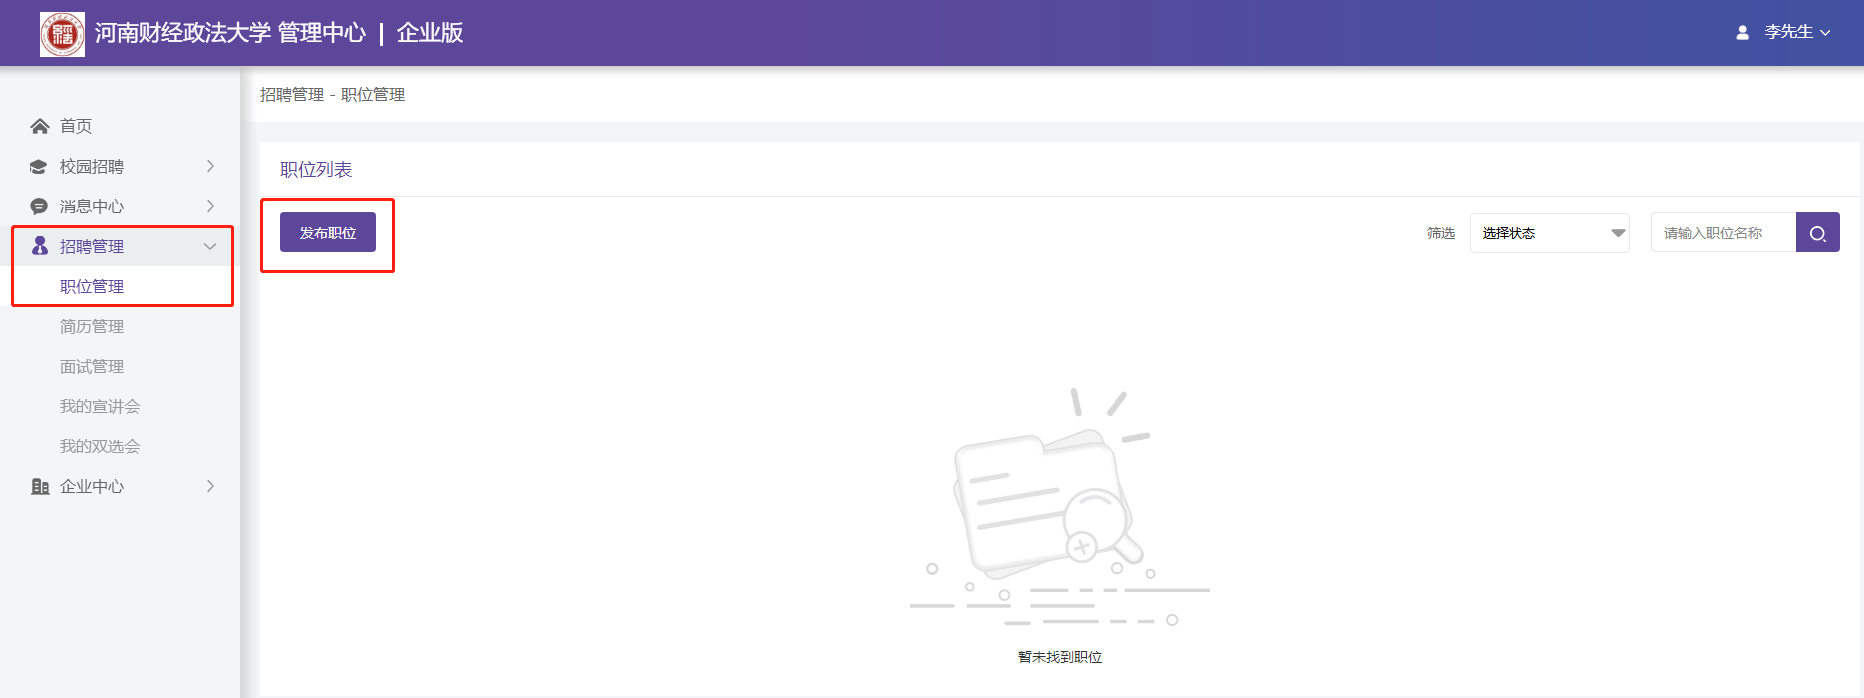 河南财经政法大学 管理中心 | 企业版
李先生
招聘管理 - 职位管理
首页
校园招聘
消息中心
招聘管理
职位管理
简历管理
面试管理
我的宣讲会
我的双选会
企业中心
职位列表
发布职位
筛选
选择状态
请输入职位名称
暂未找到职位